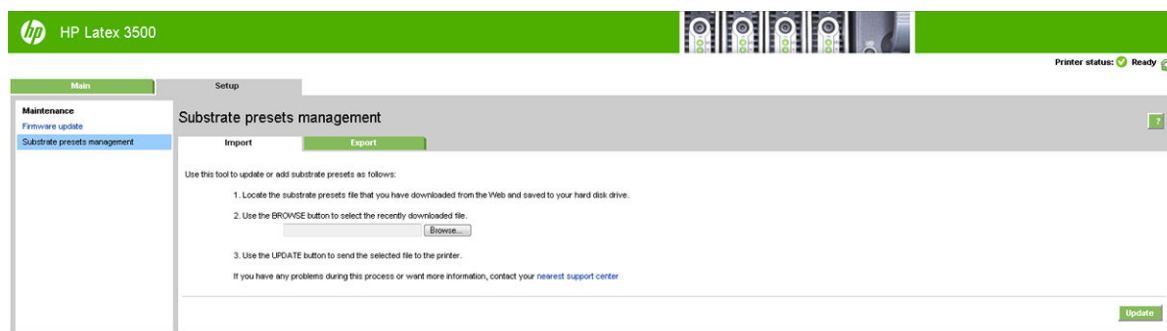 hp HP Latex 3500
Printer status: Ready
Main Setup
Maintenance
Firmware update
Substrate presets management
Substrate presets management
?
Import Export
Use this tool to update or add substrate presets as follows:
1. Locate the substrate presets file that you have downloaded from the Web and saved to your hard disk drive.
2. Use the BROWSE button to select the recently downloaded file.
Browse...
3. Use the UPDATE button to send the selected file to the printer.
If you have any problems during this process or want more information, contact your nearest support center
Update